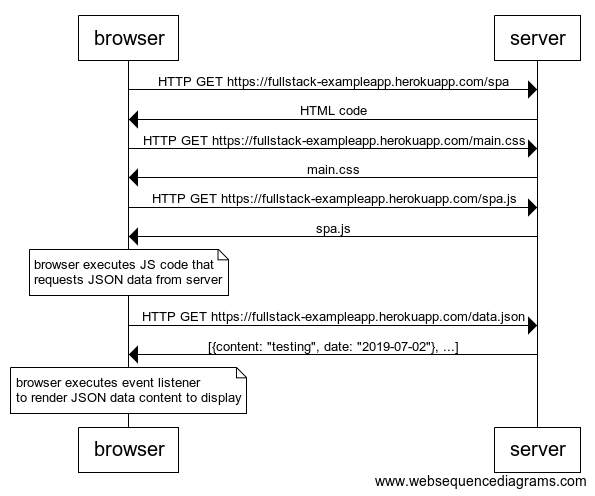 browser
server
HTTP GET https://fullstack-exampleapp.herokuapp.com/spa
HTML code
HTTP GET https://fullstack-exampleapp.herokuapp.com/main.css
main.css
HTTP GET https://fullstack-exampleapp.herokuapp.com/spa.js
spa.js
browser executes JS code that
requests JSON data from server
HTTP GET https://fullstack-exampleapp.herokuapp.com/data.json
[{content: "testing", date: "2019-07-02"}, ...]
browser executes event listener
to render JSON data content to display
browser
server
www.websequencediagrams.com